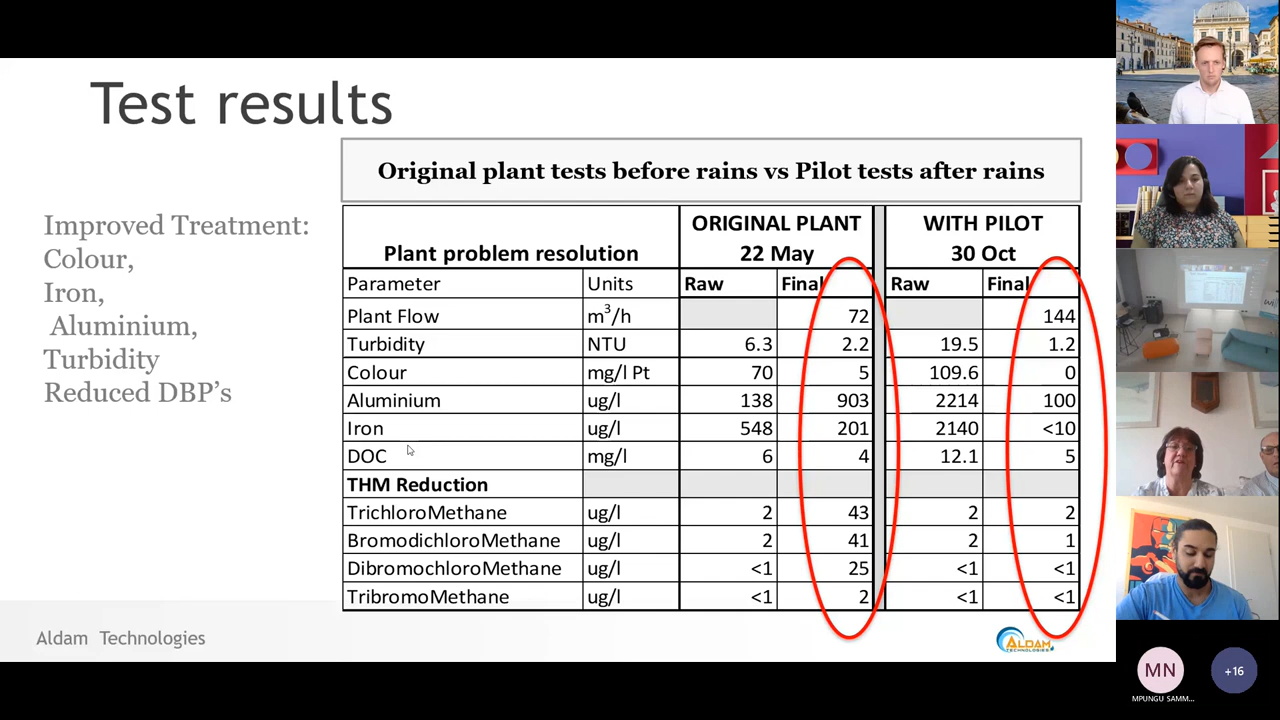 Test results
Original plant tests before rains vs Pilot tests after rains
Improved Treatment:
Colour,
Iron,
Aluminium,
Turbidity
Reduced DBP’s
ORIGINAL PLANT WITH PILOT
Plant problem resolution 22 May 30 Oct
Parameter Units Raw Final Raw Final
Plant Flow m³/h 72 144
Turbidity NTU 6.3 2.2 19.5 1.2
Colour mg/l Pt 70 5 109.6 0
Aluminium ug/l 138 903 2214 100
Iron ug/l 548 201 2140 <10
DOC mg/l 6 4 12.1 5
THM Reduction
TrichloroMethane ug/l 2 43 2 2
BromodichloroMethane ug/l 2 41 2 1
DibromochloroMethane ug/l <1 25 <1 <1
TribromoMethane ug/l <1 2 <1 <1
Aldam Technologies
ALDAM
TECHNOLOGIES
MN
+16
MPUNGU SAMM...